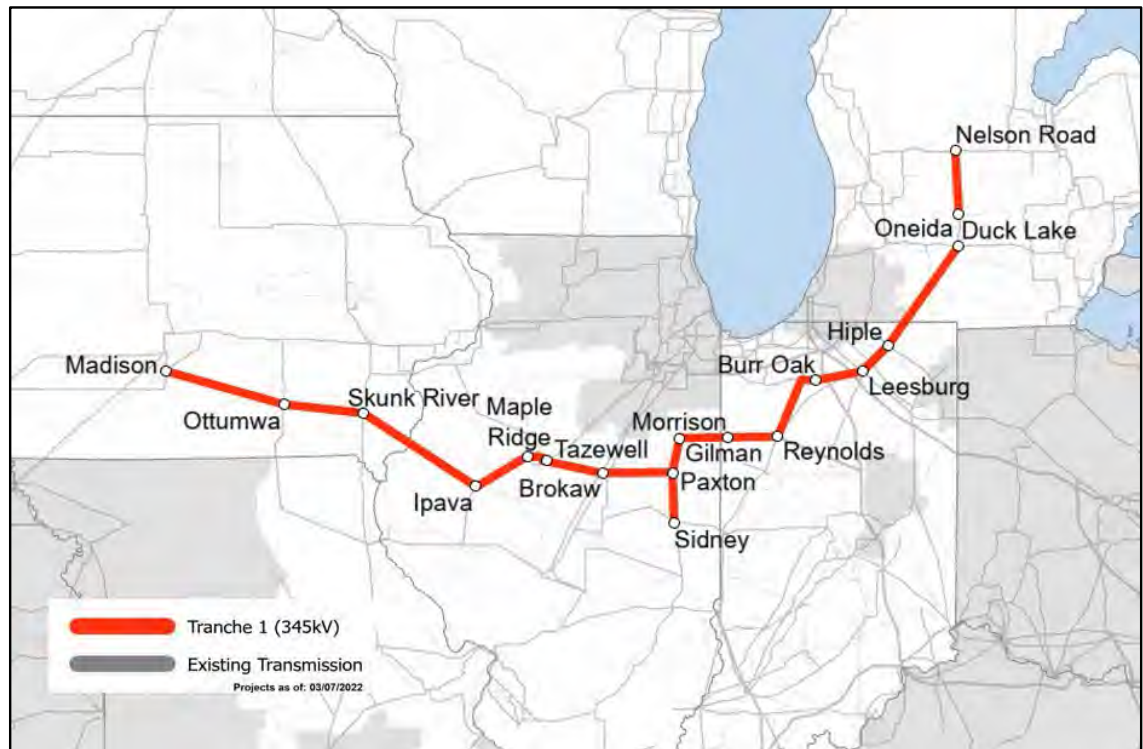 Nelson Road
Oneida
Duck Lake
Hiple
Burr Oak
Leesburg
Madison
Skunk River
Ottumwa
Maple
Ridge
Tazewell
Morrison
Gilman
Reynolds
Ipava
Brokaw
Paxton
Sidney
Tranche 1 (345kV)
Existing Transmission
Projects as of: 03/07/2022